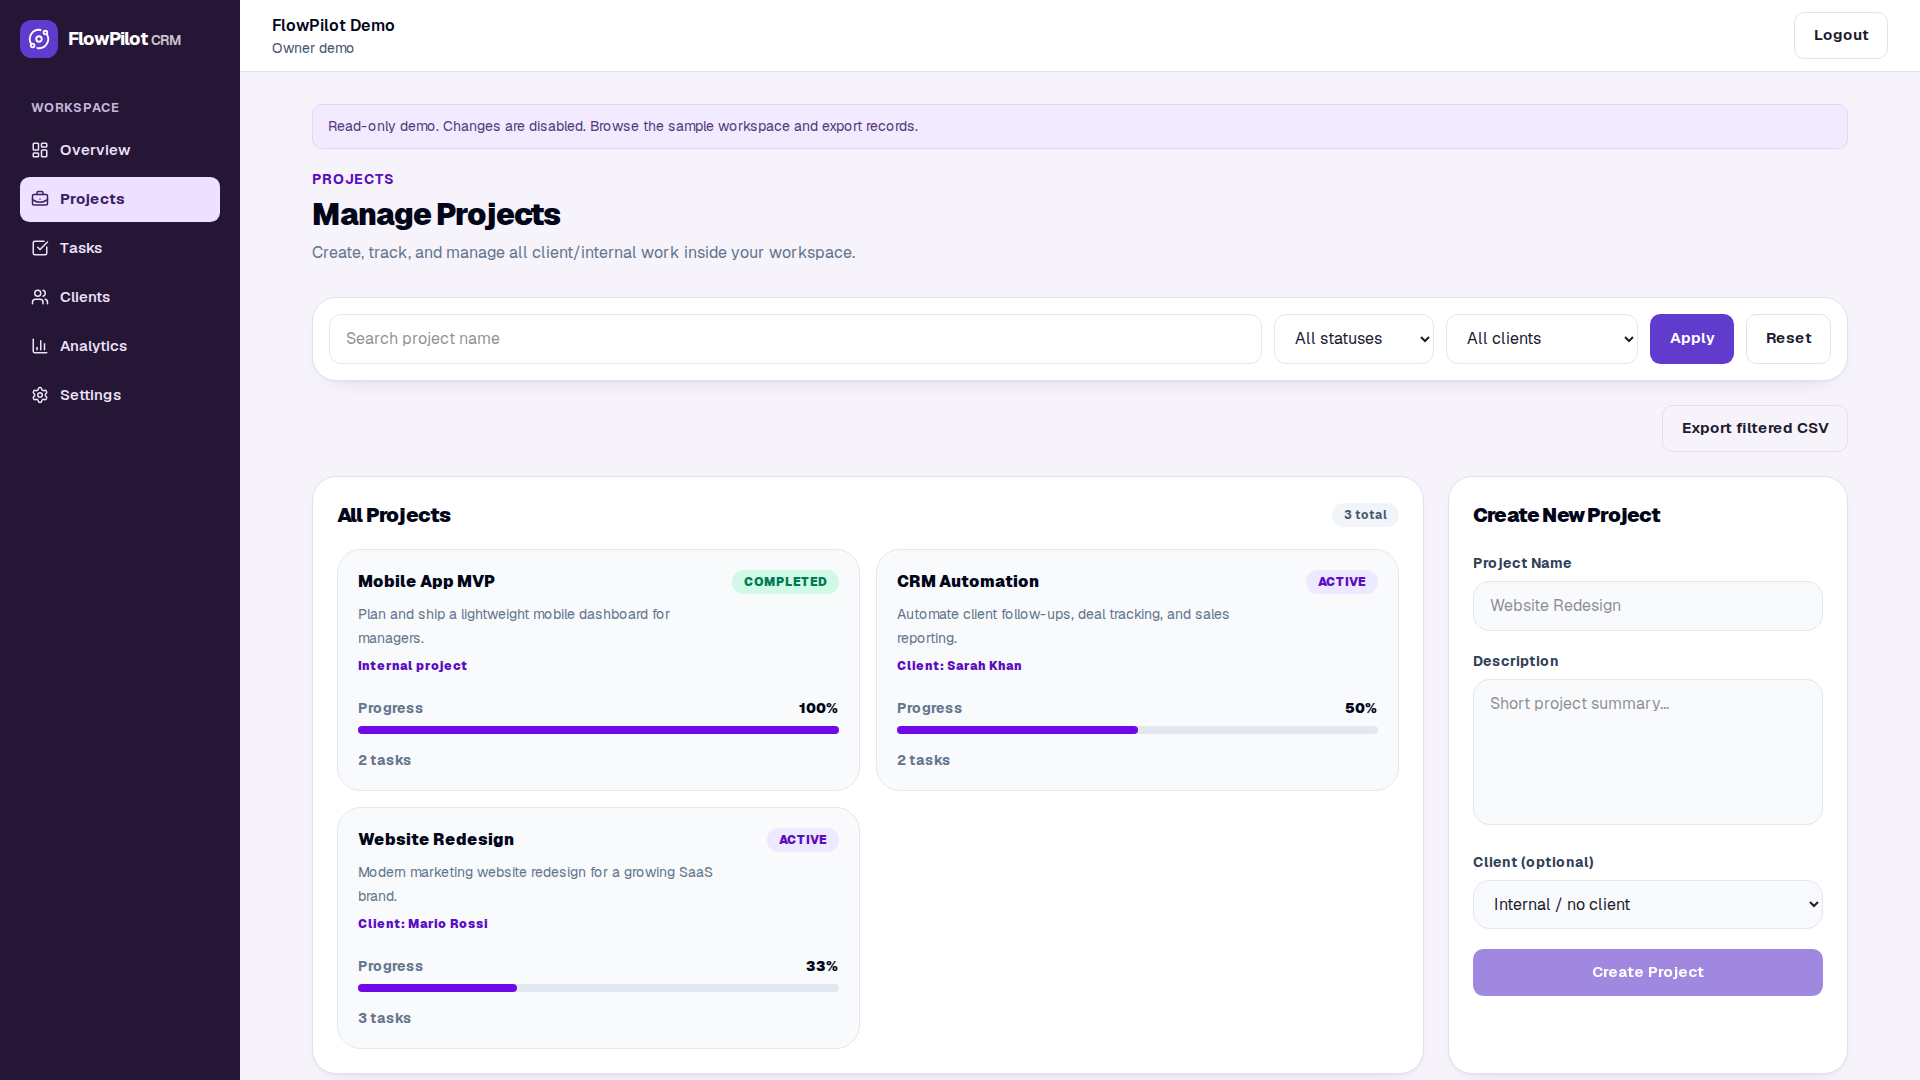 FlowPilot CRM
WORKSPACE
Overview
Projects
Tasks
Clients
Analytics
Settings
FlowPilot Demo
Owner demo
Logout
Read-only demo. Changes are disabled. Browse the sample workspace and export records.
PROJECTS
Manage Projects
Create, track, and manage all client/internal work inside your workspace.
Search project name
All statuses
All clients
Apply
Reset
Export filtered CSV
All Projects
3 total
Mobile App MVP
COMPLETED
Plan and ship a lightweight mobile dashboard for
managers.
Internal project
Progress
100%
2 tasks
CRM Automation
ACTIVE
Automate client follow-ups, deal tracking, and sales
reporting.
Client: Sarah Khan
Progress
50%
2 tasks
Website Redesign
ACTIVE
Modern marketing website redesign for a growing SaaS
brand.
Client: Mario Rossi
Progress
33%
3 tasks
Create New Project
Project Name
Website Redesign
Description
Short project summary...
Client (optional)
Internal / no client
Create Project